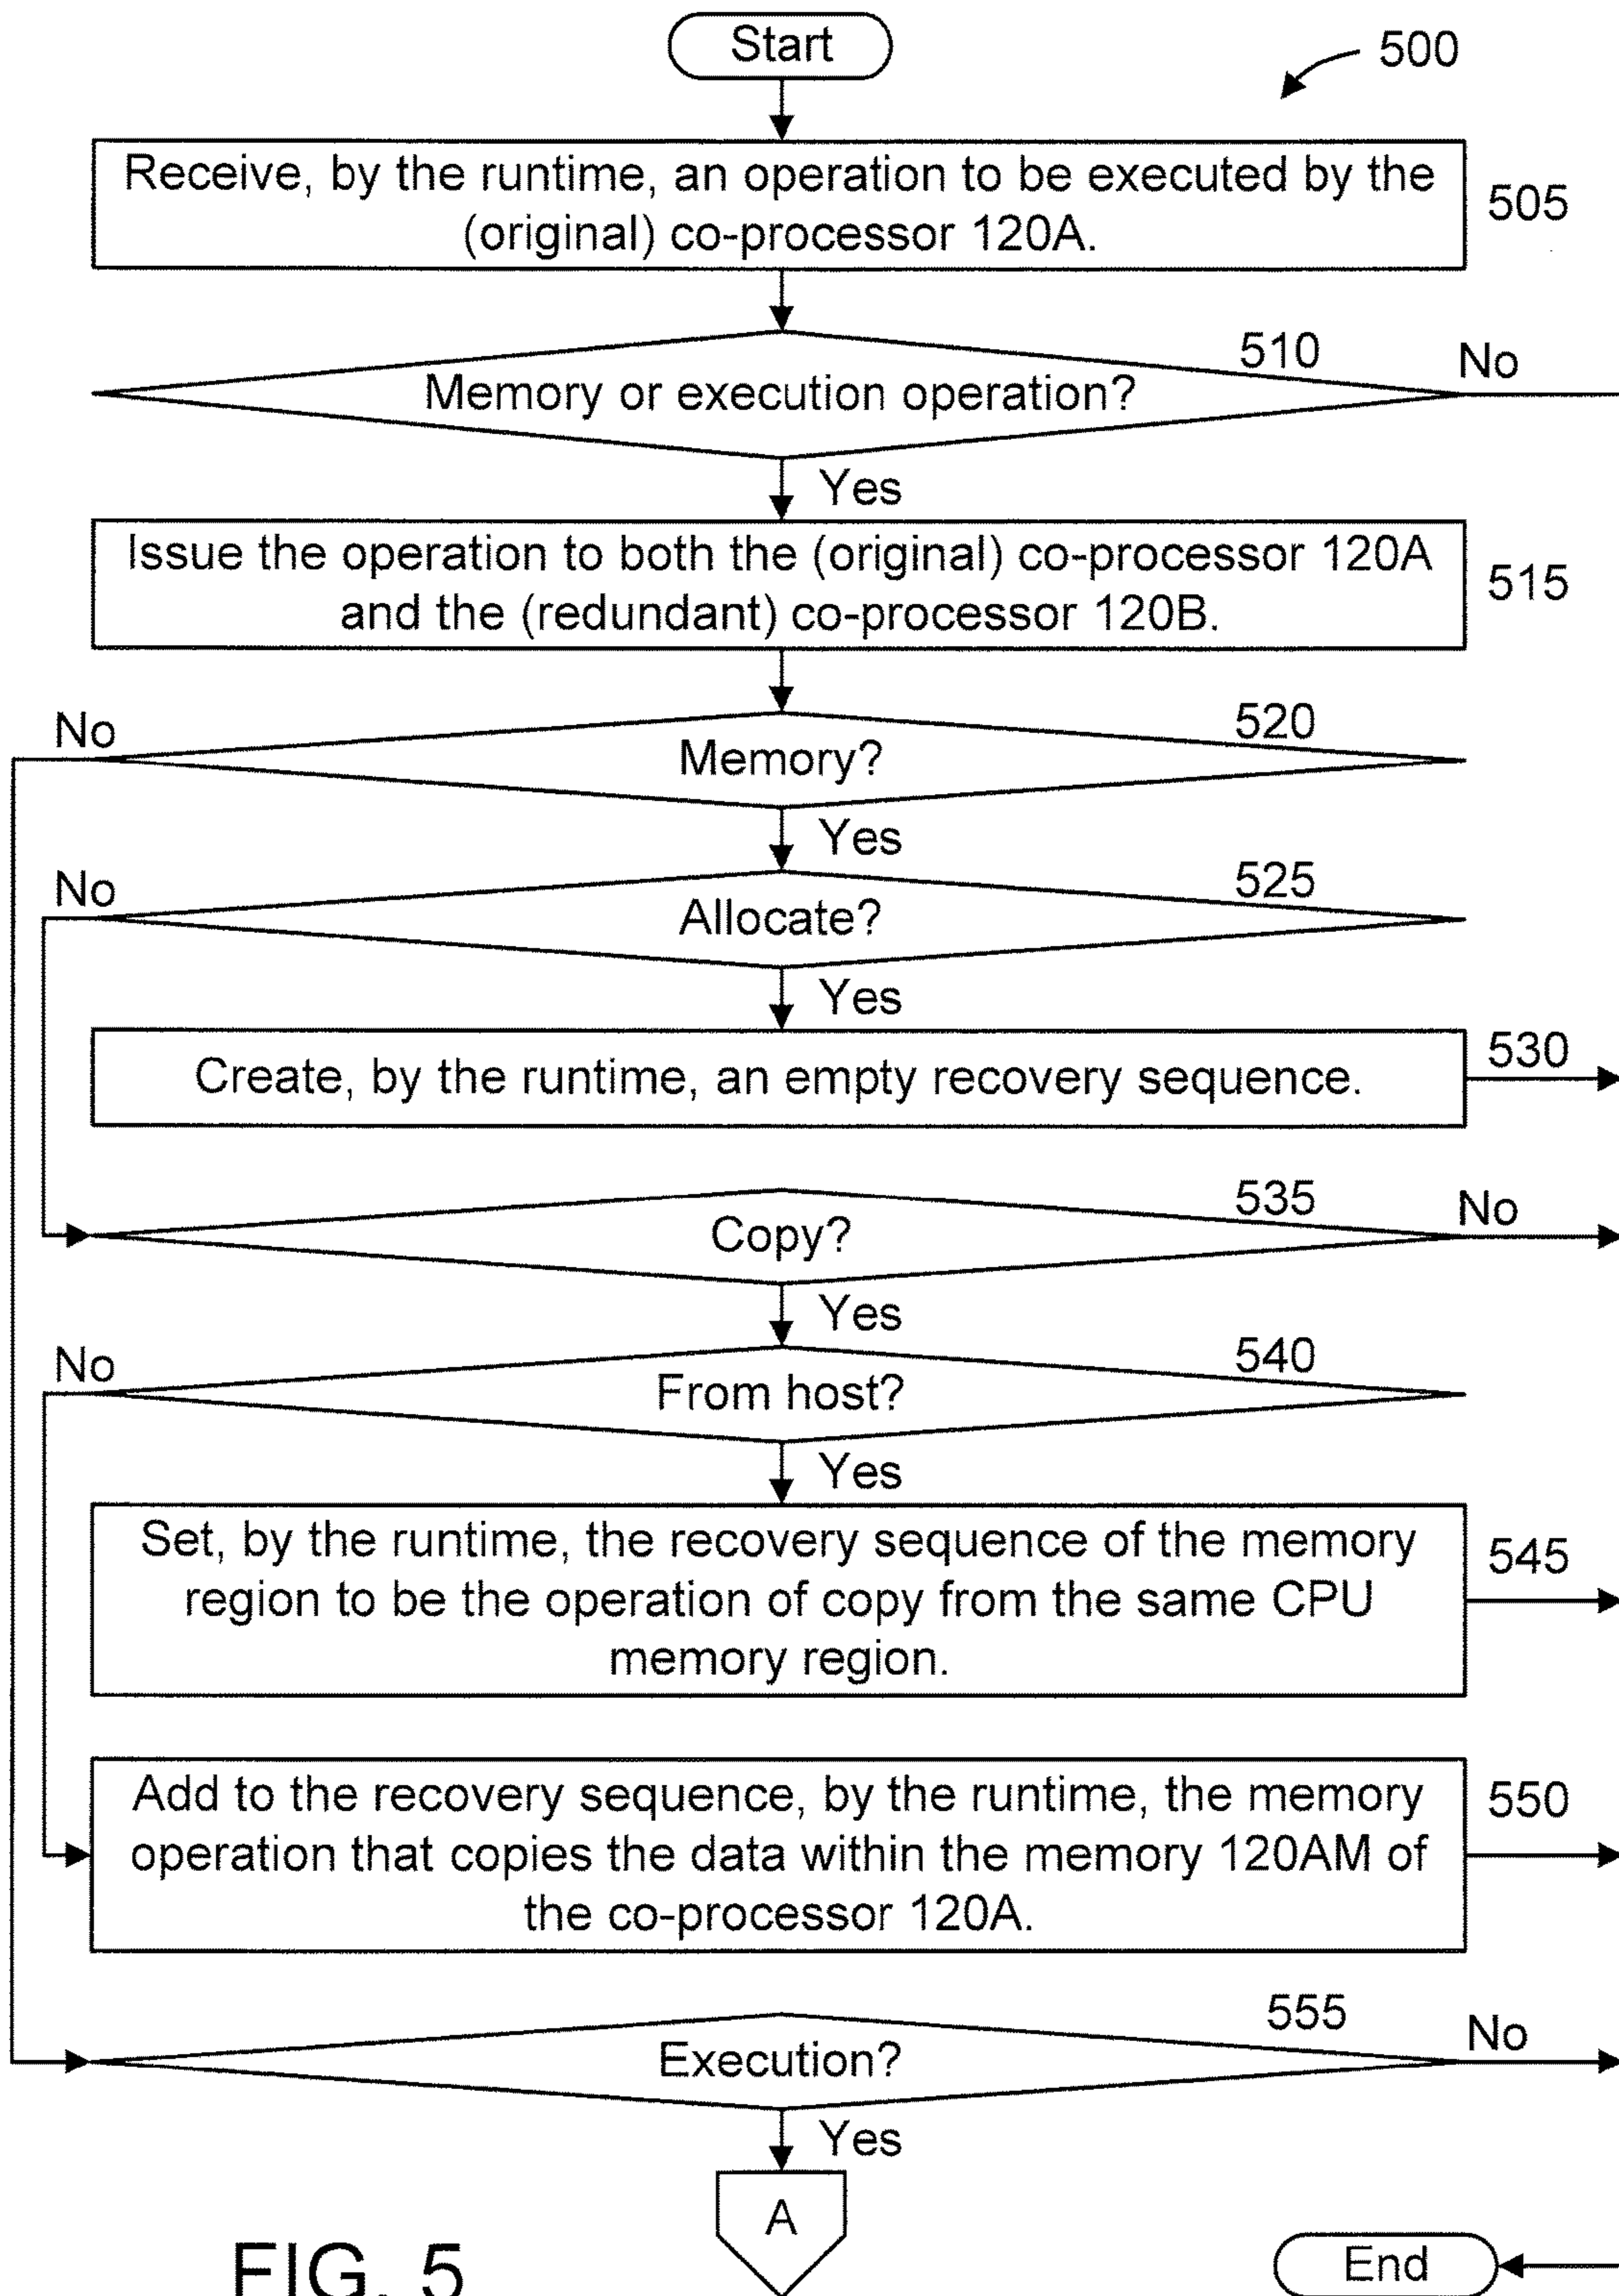 Start
500
Receive, by the runtime, an operation to be executed by the
(original) co-processor 120A.
505
510
No
Memory or execution operation?
Yes
Issue the operation to both the (original) co-processor 120A
and the (redundant) co-processor 120B.
515
No
520
Memory?
Yes
No
525
Allocate?
Yes
Create, by the runtime, an empty recovery sequence.
530
535
No
Copy?
Yes
No
540
From host?
Yes
Set, by the runtime, the recovery sequence of the memory
region to be the operation of copy from the same CPU
memory region.
545
Add to the recovery sequence, by the runtime, the memory
operation that copies the data within the memory 120AM of
the co-processor 120A.
550
555
No
Execution?
Yes
A
FIG. 5
End